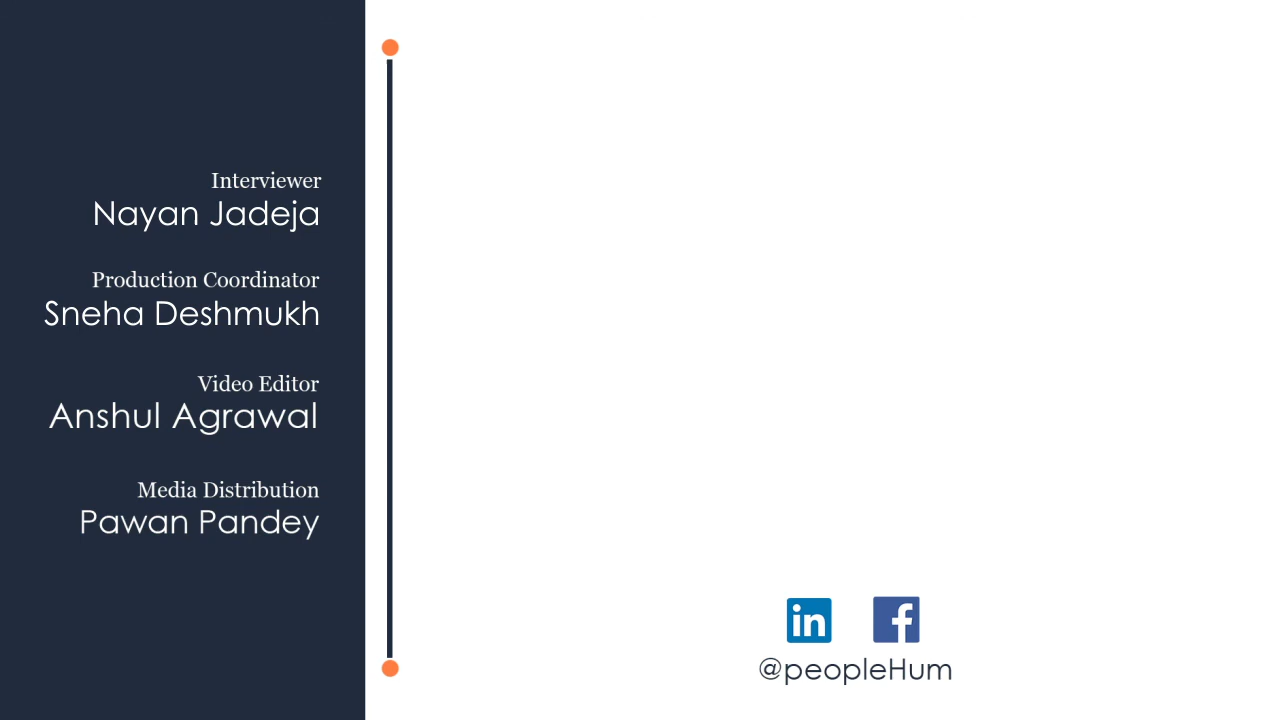 Interviewer
Nayan Jadeja
Production Coordinator
Sneha Deshmukh
Video Editor
Anshul Agrawal
Media Distribution
Pawan Pandey
in f
@peopleHum